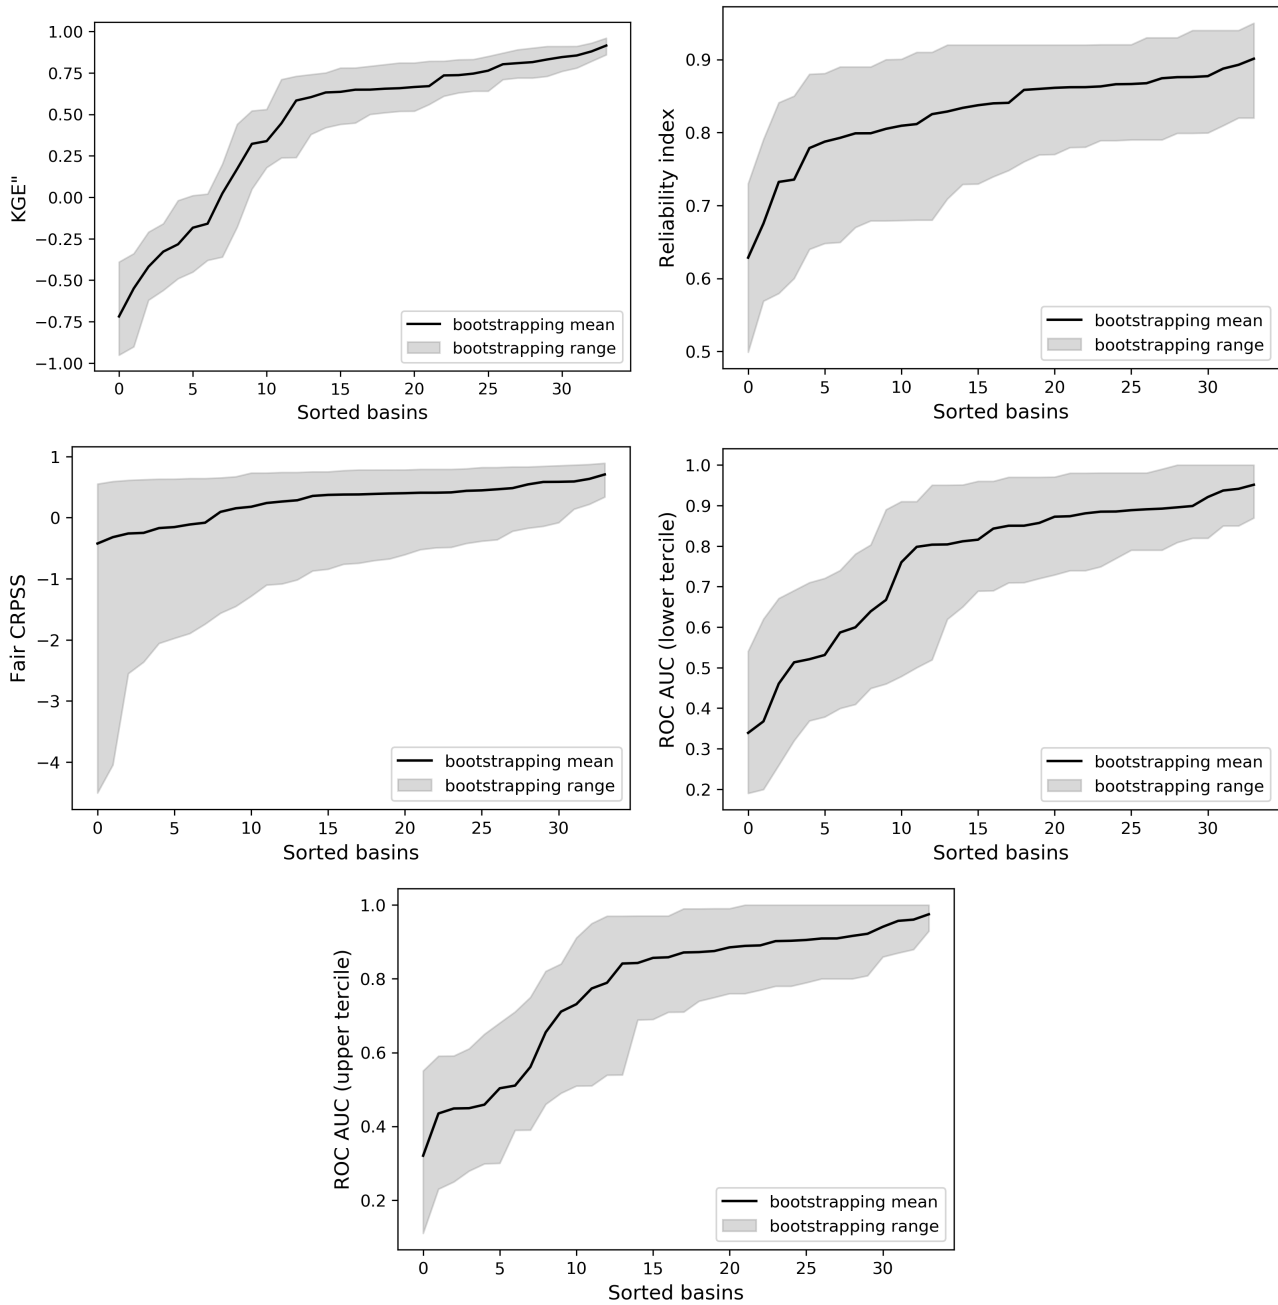 KGE"
1.00
0.75
0.50
0.25
0.00
−0.25
−0.50
−0.75
−1.00
0 5 10 15 20 25 30
Sorted basins
bootstrapping mean
bootstrapping range
Reliability index
0.9
0.8
0.7
0.6
0.5
0 5 10 15 20 25 30
Sorted basins
bootstrapping mean
bootstrapping range
Fair CRPSS
1
0
−1
−2
−3
−4
0 5 10 15 20 25 30
Sorted basins
bootstrapping mean
bootstrapping range
ROC AUC (lower tercile)
1.0
0.9
0.8
0.7
0.6
0.5
0.4
0.3
0.2
0 5 10 15 20 25 30
Sorted basins
bootstrapping mean
bootstrapping range
ROC AUC (upper tercile)
1.0
0.8
0.6
0.4
0.2
0 5 10 15 20 25 30
Sorted basins
bootstrapping mean
bootstrapping range